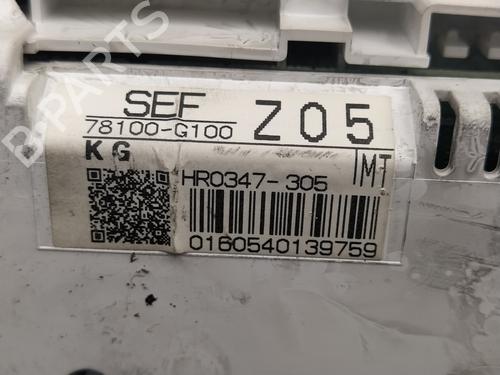 SEF Z05
78100-G100
KG MT
HR0347-305
0160540139759
B-PARTS